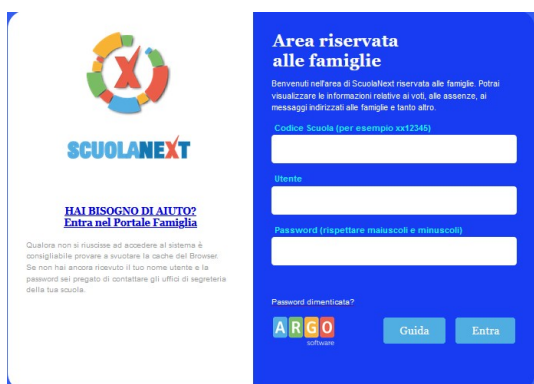 SCUOLANEXT
HAI BISOGNO DI AIUTO?
Entra nel Portale Famiglia
Qualora non si riuscisse ad accedere al sistema è
consigliabile provare a svuotare la cache del Browser.
Se non hai ancora ricevuto il tuo nome utente e la
password sei pregato di contattare gli uffici di segreteria
della tua scuola.
Area riservata
alle famiglie
Benvenuti nell'area di ScuolaNext riservata alle famiglie. Potrai
visualizzare le informazioni relative ai voti, alle assenze, ai
messaggi indirizzati alle famiglie e tanto altro.
Codice Scuola (per esempio xx12345)
Utente
Password (rispettare maiuscoli e minuscoli)
Password dimenticata?
ARGO
software
Guida
Entra